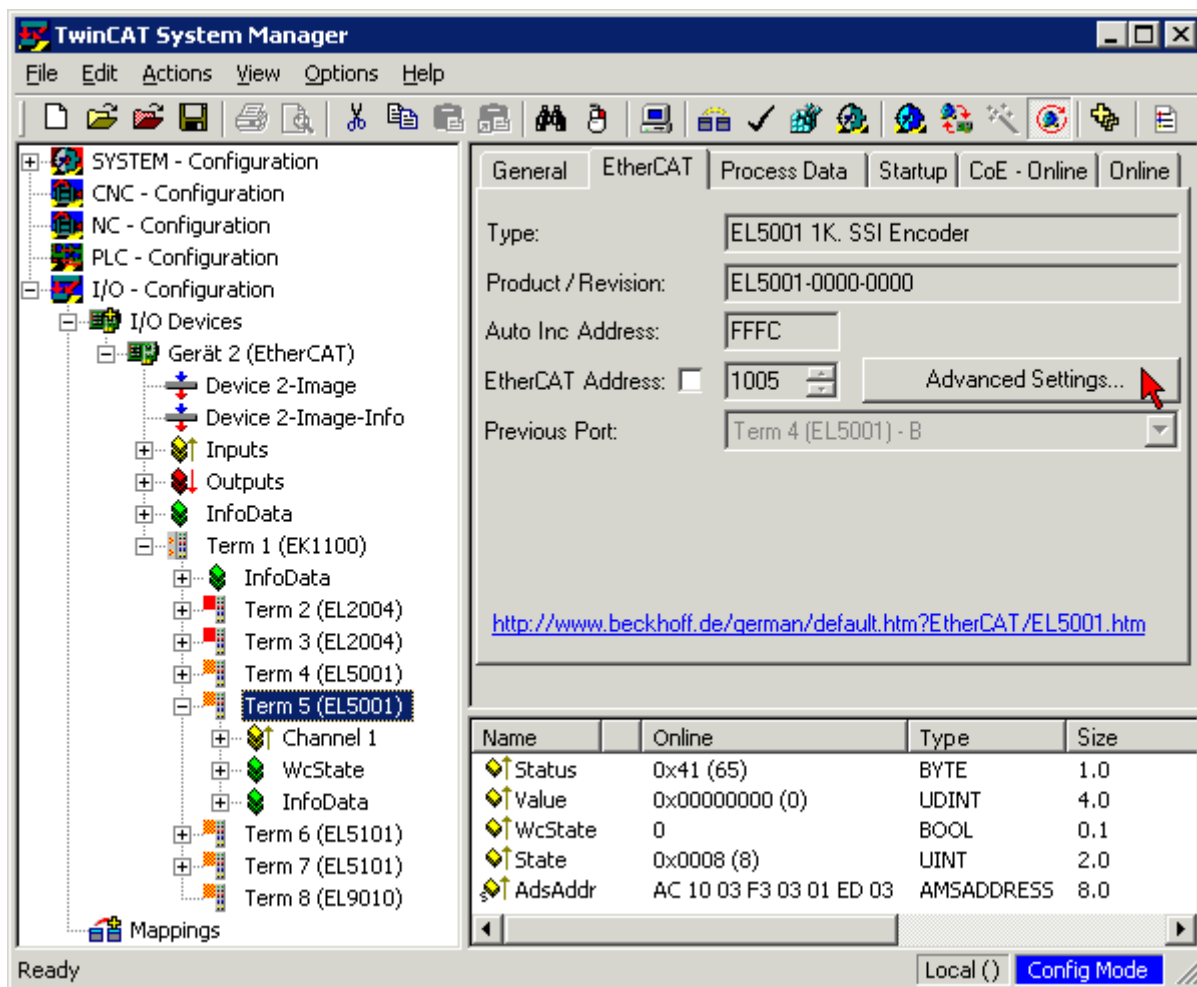 TwinCAT System Manager
File Edit Actions View Options Help
SYSTEM - Configuration
CNC - Configuration
NC - Configuration
PLC - Configuration
I/O - Configuration
I/O Devices
Gerät 2 (EtherCAT)
Device 2-Image
Device 2-Image-Info
Inputs
Outputs
InfoData
Term 1 (EK1100)
InfoData
Term 2 (EL2004)
Term 3 (EL2004)
Term 4 (EL5001)
Term 5 (EL5001)
Channel 1
WcState
InfoData
Term 6 (EL5101)
Term 7 (EL5101)
Term 8 (EL9010)
Mappings
General EtherCAT Process Data Startup CoE - Online Online
Type: EL5001 1K. SSI Encoder
Product / Revision: EL5001-0000-0000
Auto Inc Address: FFFC
EtherCAT Address: 1005 Advanced Settings...
Previous Port: Term 4 (EL5001) - B
http://www.beckhoff.de/german/default.htm?EtherCAT/EL5001.htm
Name Online Type Size
Status 0x41 (65) BYTE 1.0
Value 0x00000000 (0) UDINT 4.0
WcState 0 BOOL 0.1
State 0x0008 (8) UINT 2.0
AdsAddr AC 10 03 F3 03 01 ED 03 AMSADDRESS 8.0
Ready Local () Config Mode